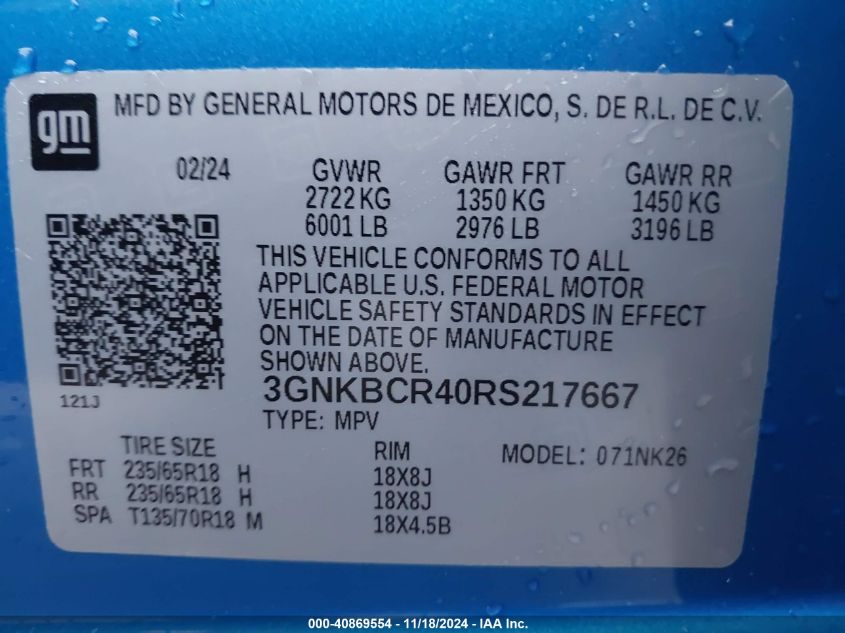 gm
MFD BY GENERAL MOTORS DE MEXICO, S. DE R.L. DE C.V.
02/24 GVWR GAWR FRT GAWR RR
2722 KG 1350 KG 1450 KG
6001 LB 2976 LB 3196 LB
THIS VEHICLE CONFORMS TO ALL
APPLICABLE U.S. FEDERAL MOTOR
VEHICLE SAFETY STANDARDS IN EFFECT
ON THE DATE OF MANUFACTURE
SHOWN ABOVE.
121J
3GNKBCR40RS217667
TYPE: MPV
TIRE SIZE RIM MODEL: 071NK26
FRT 235/65R18 H 18X8J
RR 235/65R18 H 18X8J
SPA T135/70R18 M 18X4.5B
000-40869554 - 11/18/2024 - IAA Inc.